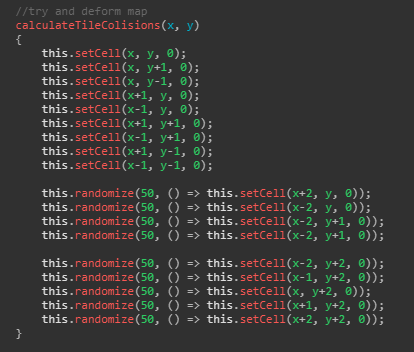 //try and deform map
calculateTileColisions(x, y)
{
    this.setCell(x, y, 0);
    this.setCell(x, y+1, 0);
    this.setCell(x, y-1, 0);
    this.setCell(x+1, y, 0);
    this.setCell(x-1, y, 0);
    this.setCell(x+1, y+1, 0);
    this.setCell(x-1, y+1, 0);
    this.setCell(x+1, y-1, 0);
    this.setCell(x-1, y-1, 0);

    this.randomize(50, () => this.setCell(x+2, y, 0));
    this.randomize(50, () => this.setCell(x-2, y, 0));
    this.randomize(50, () => this.setCell(x-2, y+1, 0));
    this.randomize(50, () => this.setCell(x-2, y+1, 0));

    this.randomize(50, () => this.setCell(x-2, y+2, 0));
    this.randomize(50, () => this.setCell(x-1, y+2, 0));
    this.randomize(50, () => this.setCell(x, y+2, 0));
    this.randomize(50, () => this.setCell(x+1, y+2, 0));
    this.randomize(50, () => this.setCell(x+2, y+2, 0));
}